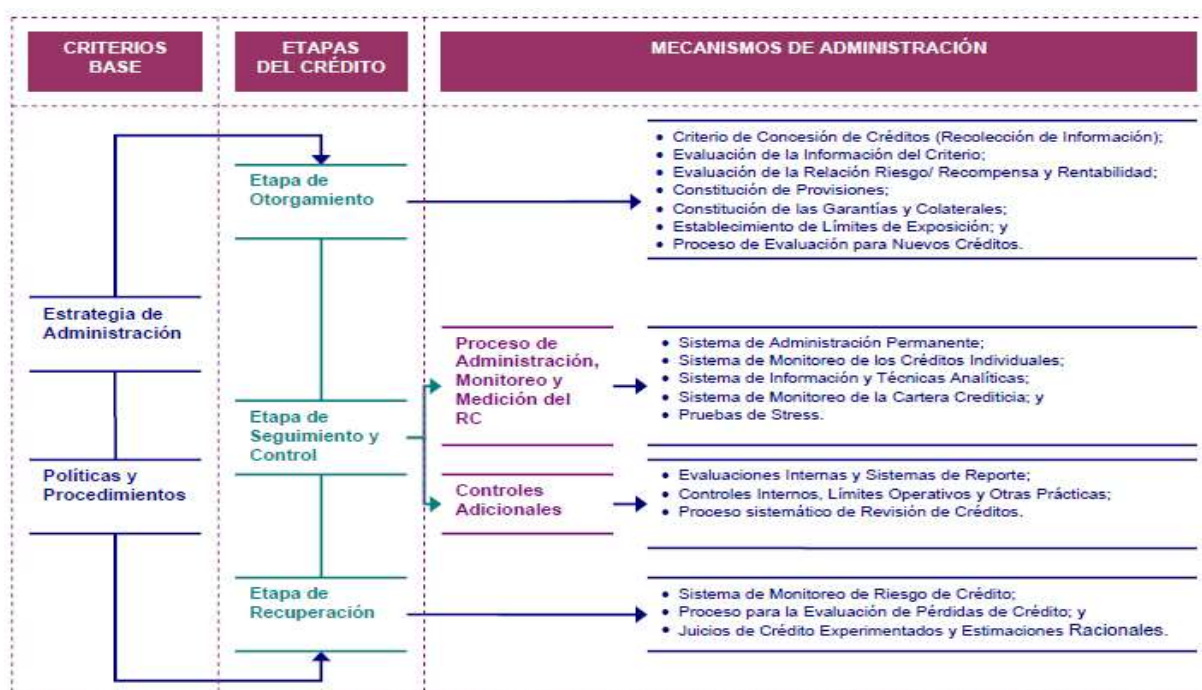 CRITERIOS
BASE
ETAPAS
DEL CRÉDITO
MECANISMOS DE ADMINISTRACIÓN
Estrategia de
Administración
Políticas y
Procedimientos
Etapa de
Otorgamiento
• Criterio de Concesión de Créditos (Recolección de Información);
• Evaluación de la Información del Criterio;
• Evaluación de la Relación Riesgo/ Recompensa y Rentabilidad;
• Constitución de Provisiones;
• Constitución de las Garantías y Colaterales;
• Establecimiento de Límites de Exposición; y
• Proceso de Evaluación para Nuevos Créditos.
Etapa de
Seguimiento y
Control
Proceso de
Administración,
Monitoreo y
Medición del
RC
• Sistema de Administración Permanente;
• Sistema de Monitoreo de los Créditos Individuales;
• Sistema de Información y Técnicas Analíticas;
• Sistema de Monitoreo de la Cartera Crediticia; y
• Pruebas de Stress.
Controles
Adicionales
• Evaluaciones Internas y Sistemas de Reporte;
• Controles Internos, Límites Operativos y Otras Prácticas;
• Proceso sistemático de Revisión de Créditos.
Etapa de
Recuperación
• Sistema de Monitoreo de Riesgo de Crédito;
• Proceso para la Evaluación de Pérdidas de Crédito; y
• Juicios de Crédito Experimentados y Estimaciones Racionales.